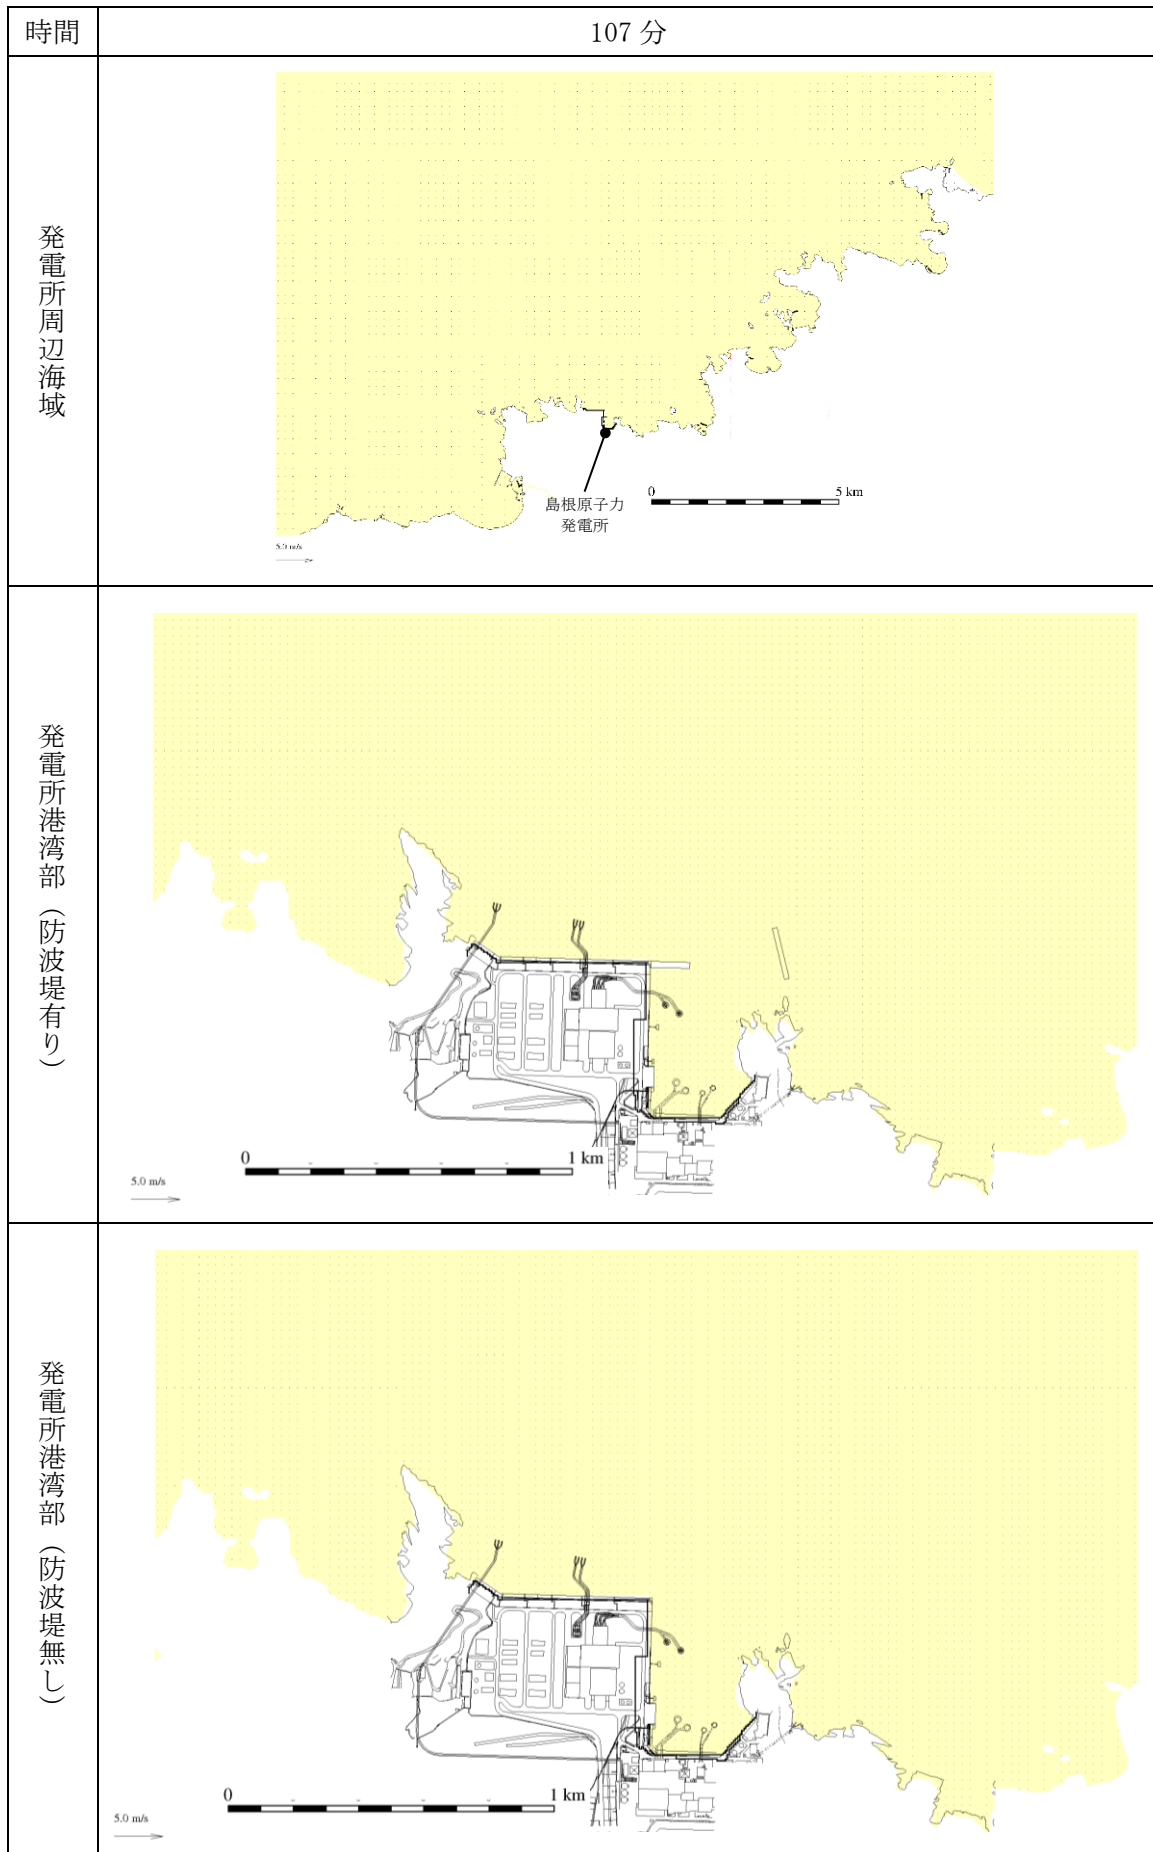 時間
107 分
発電所周辺海域
島根原子力
発電所
0
5 km
5.0 m/s
発電所港湾部（防波堤有り）
0
1 km
5.0 m/s
発電所港湾部（防波堤無し）
0
1 km
5.0 m/s